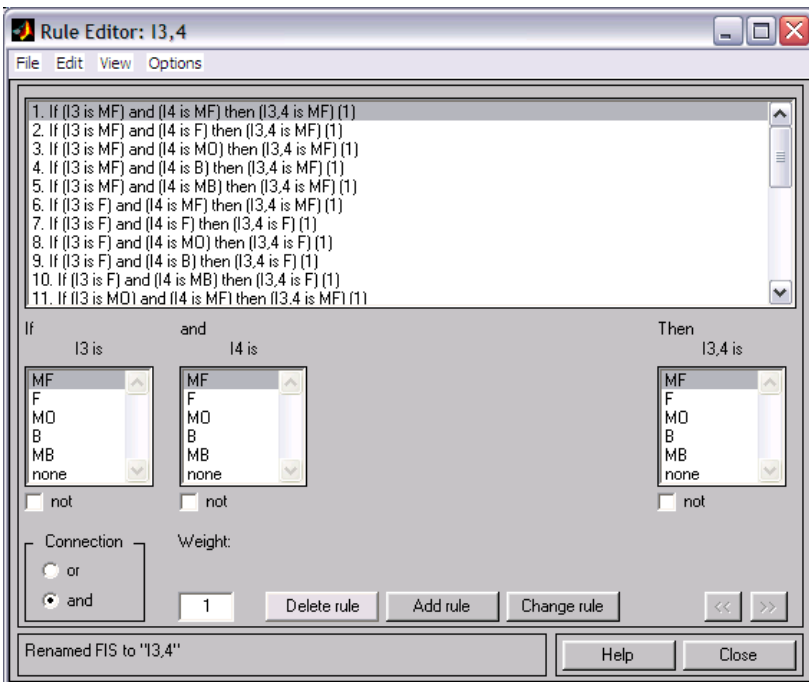 Rule Editor: I3,4
File Edit View Options
1. If (I3 is MF) and (I4 is MF) then (I3,4 is MF) (1)
2. If (I3 is MF) and (I4 is F) then (I3,4 is MF) (1)
3. If (I3 is MF) and (I4 is MO) then (I3,4 is MF) (1)
4. If (I3 is MF) and (I4 is B) then (I3,4 is MF) (1)
5. If (I3 is MF) and (I4 is MB) then (I3,4 is MF) (1)
6. If (I3 is F) and (I4 is MF) then (I3,4 is MF) (1)
7. If (I3 is F) and (I4 is F) then (I3,4 is F) (1)
8. If (I3 is F) and (I4 is MO) then (I3,4 is F) (1)
9. If (I3 is F) and (I4 is B) then (I3,4 is F) (1)
10. If (I3 is F) and (I4 is MB) then (I3,4 is F) (1)
11. If (I3 is MO) and (I4 is MF) then (I3,4 is MF) (1)
If and Then
I3 is I4 is I3,4 is
MF MF MF
F F F
MO MO MO
B B B
MB MB MB
none none none
not not not
Connection Weight:
or
and 1 Delete rule Add rule Change rule << >>
Renamed FIS to "I3,4" Help Close